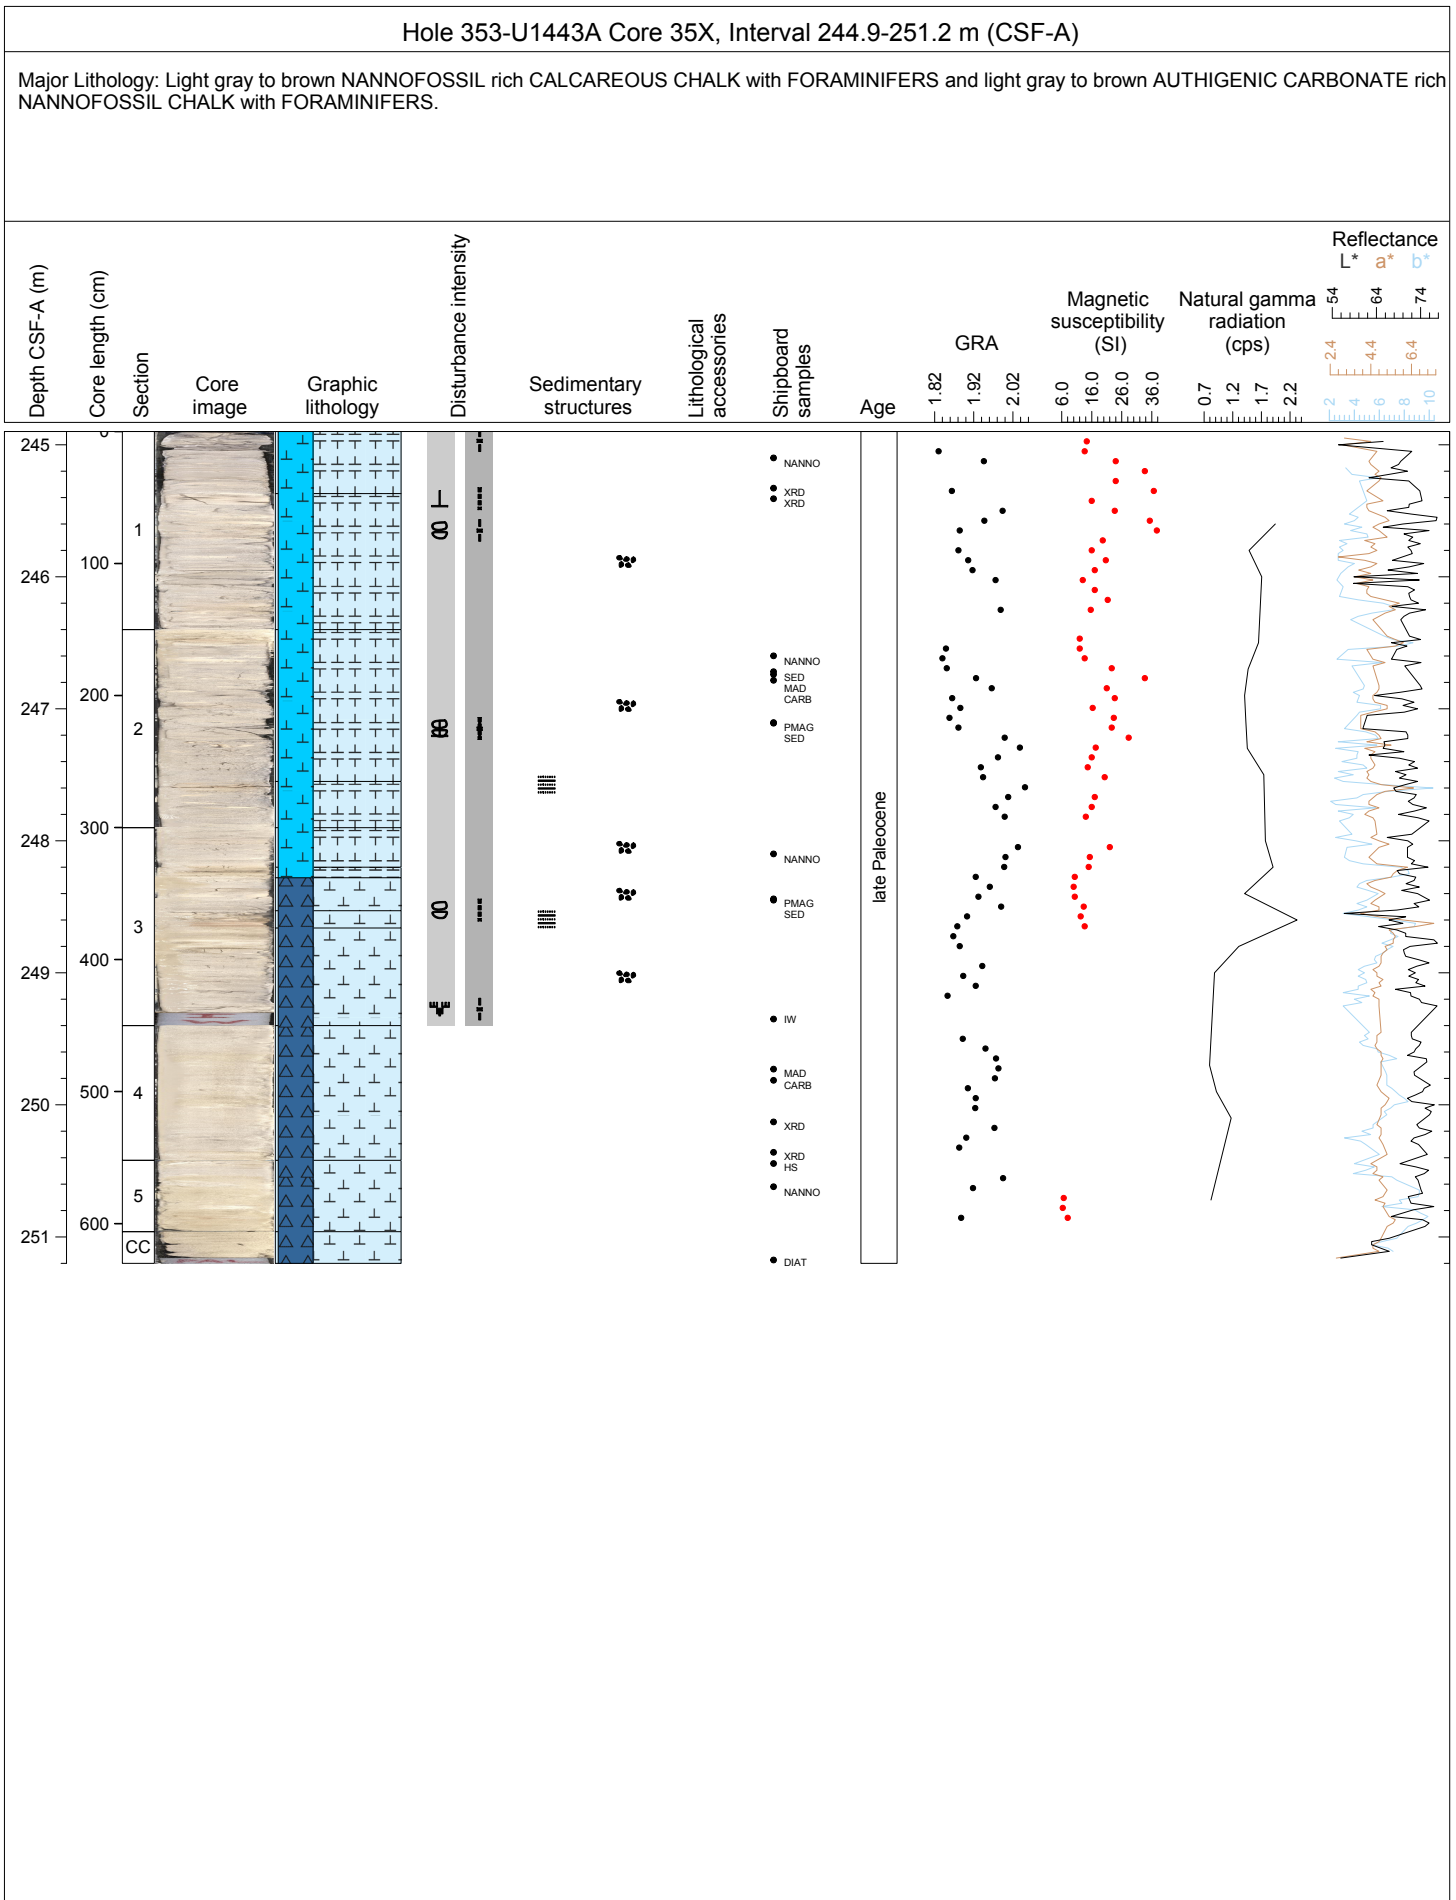 Hole 353-U1443A Core 35X, Interval 244.9-251.2 m (CSF-A)
Major Lithology: Light gray to brown NANNOFOSSIL rich CALCAREOUS CHALK with FORAMINIFERS and light gray to brown AUTHIGENIC CARBONATE rich
NANNOFOSSIL CHALK with FORAMINIFERS.
Depth CSF-A (m)
Core length (cm)
Section
Core
image
Graphic
lithology
Disturbance intensity
Sedimentary
structures
Lithological
accessories
Shipboard
samples
Age
GRA
1.82 1.92 2.02
Magnetic
susceptibility
(SI)
6.0 16.0 26.0 36.0
Natural gamma
radiation
(cps)
0.7 1.2 1.7 2.2
Reflectance
L* a* b*
54 64 74
2.4 4.4 6.4
2 4 6 8 10
245
246
247
248
249
250
251
0
100
200
300
400
500
600
1
2
3
4
5
CC
NANNO
XRD
XRD
NANNO
SED
MAD
CARB
PMAG
SED
NANNO
PMAG
SED
IW
MAD
CARB
XRD
XRD
HS
NANNO
DIAT
late Paleocene